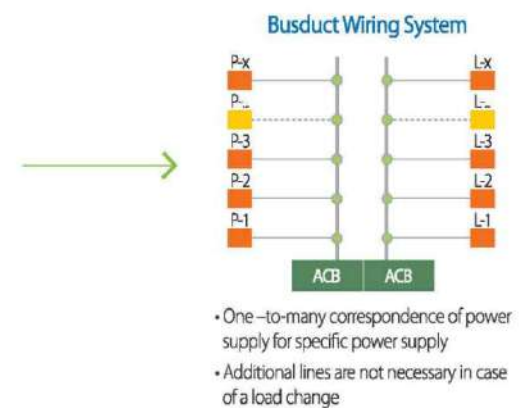 Busduct Wiring System
P-x L-x
P-.. L-..
P-3 L-3
P-2 L-2
P-1 L-1
ACB ACB
• One –to-many correspondence of power
supply for specific power supply
• Additional lines are not necessary in case
of a load change